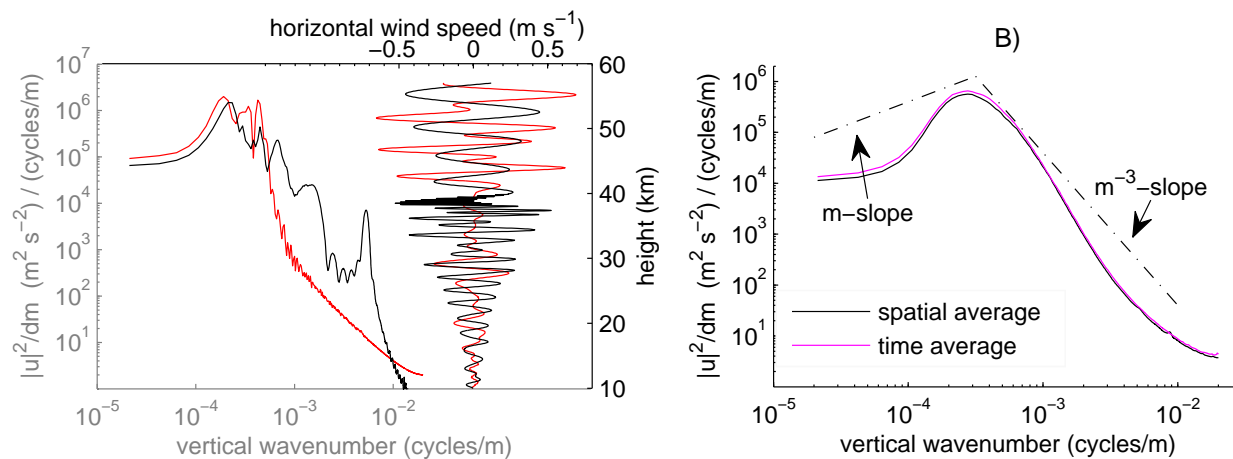 horizontal wind speed (m s⁻¹)
−0.5 0 0.5
60
50
40
30
20
10
height (km)
10⁷
10⁶
10⁵
10⁴
10³
10²
10¹
|u|²/dm (m² s⁻²) / (cycles/m)
10⁻⁵ 10⁻⁴ 10⁻³ 10⁻²
vertical wavenumber (cycles/m)
B)
10⁶
10⁵
10⁴
10³
10²
10¹
|u|²/dm (m² s⁻²) / (cycles/m)
m−slope
m⁻³−slope
spatial average
time average
10⁻⁵ 10⁻⁴ 10⁻³ 10⁻²
vertical wavenumber (cycles/m)